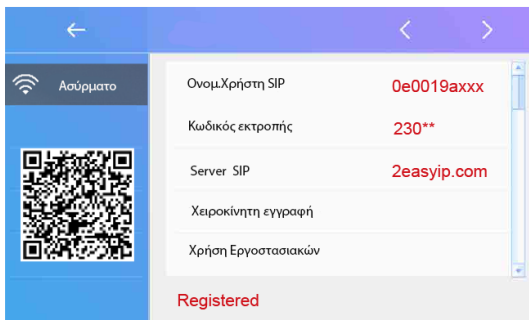 Ασύρματο
Ονομ.Χρήστη SIP 0e0019axxx
Κωδικός εκτροπής 230**
Server SIP 2easyip.com
Χειροκίνητη εγγραφή
Χρήση Εργοστασιακών
Registered